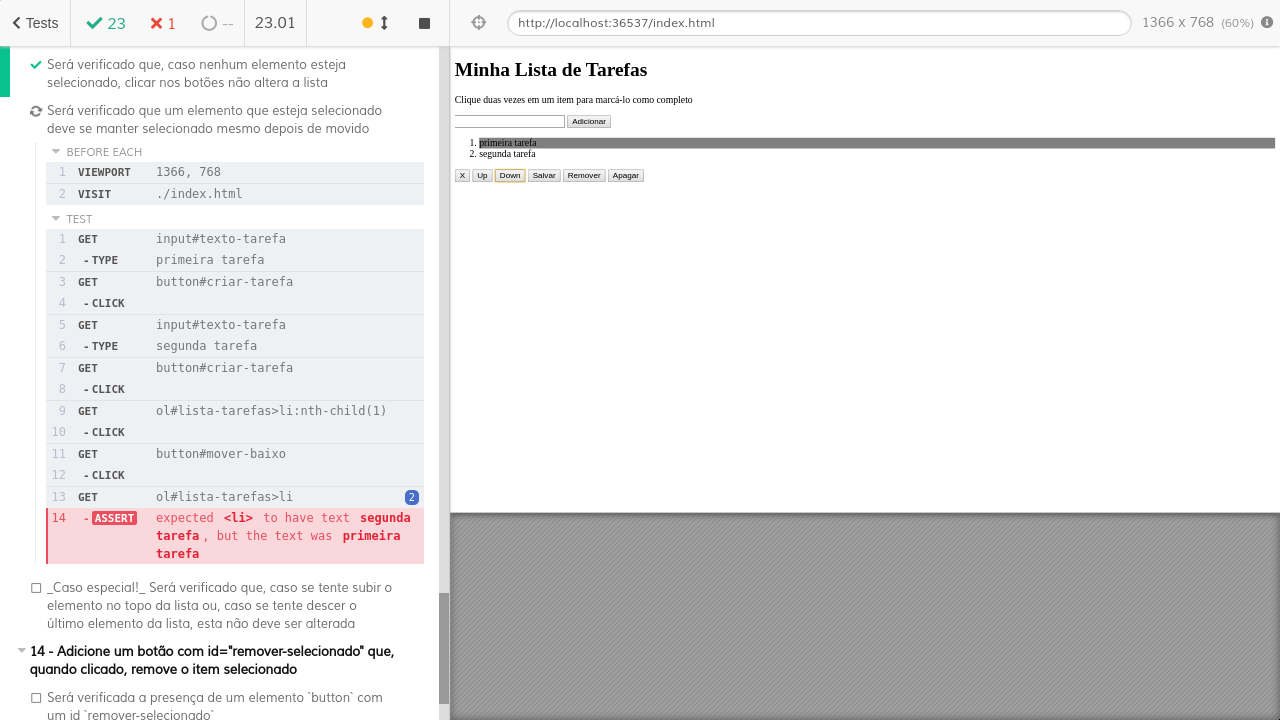 Tests
23
1
--
23.01
http://localhost:36537/index.html
1366 x 768 (60%)
Será verificado que, caso nenhum elemento esteja
selecionado, clicar nos botões não altera a lista
Será verificado que um elemento que esteja selecionado
deve se manter selecionado mesmo depois de movido
BEFORE EACH
1 VIEWPORT 1366, 768
2 VISIT ./index.html
TEST
1 GET input#texto-tarefa
2 - TYPE primeira tarefa
3 GET button#criar-tarefa
4 - CLICK
5 GET input#texto-tarefa
6 - TYPE segunda tarefa
7 GET button#criar-tarefa
8 - CLICK
9 GET ol#lista-tarefas>li:nth-child(1)
10 - CLICK
11 GET button#mover-baixo
12 - CLICK
13 GET ol#lista-tarefas>li 2
14 - ASSERT expected <li> to have text segunda
tarefa , but the text was primeira
tarefa
_Caso especial!_ Será verificado que, caso se tente subir o
elemento no topo da lista ou, caso se tente descer o
último elemento da lista, esta não deve ser alterada
14 - Adicione um botão com id="remover-selecionado" que,
quando clicado, remove o item selecionado
Será verificada a presença de um elemento `button` com
um id `remover-selecionado`
Minha Lista de Tarefas
Clique duas vezes em um item para marcá-lo como completo
Adicionar
1. primeira tarefa
2. segunda tarefa
X Up Down Salvar Remover Apagar